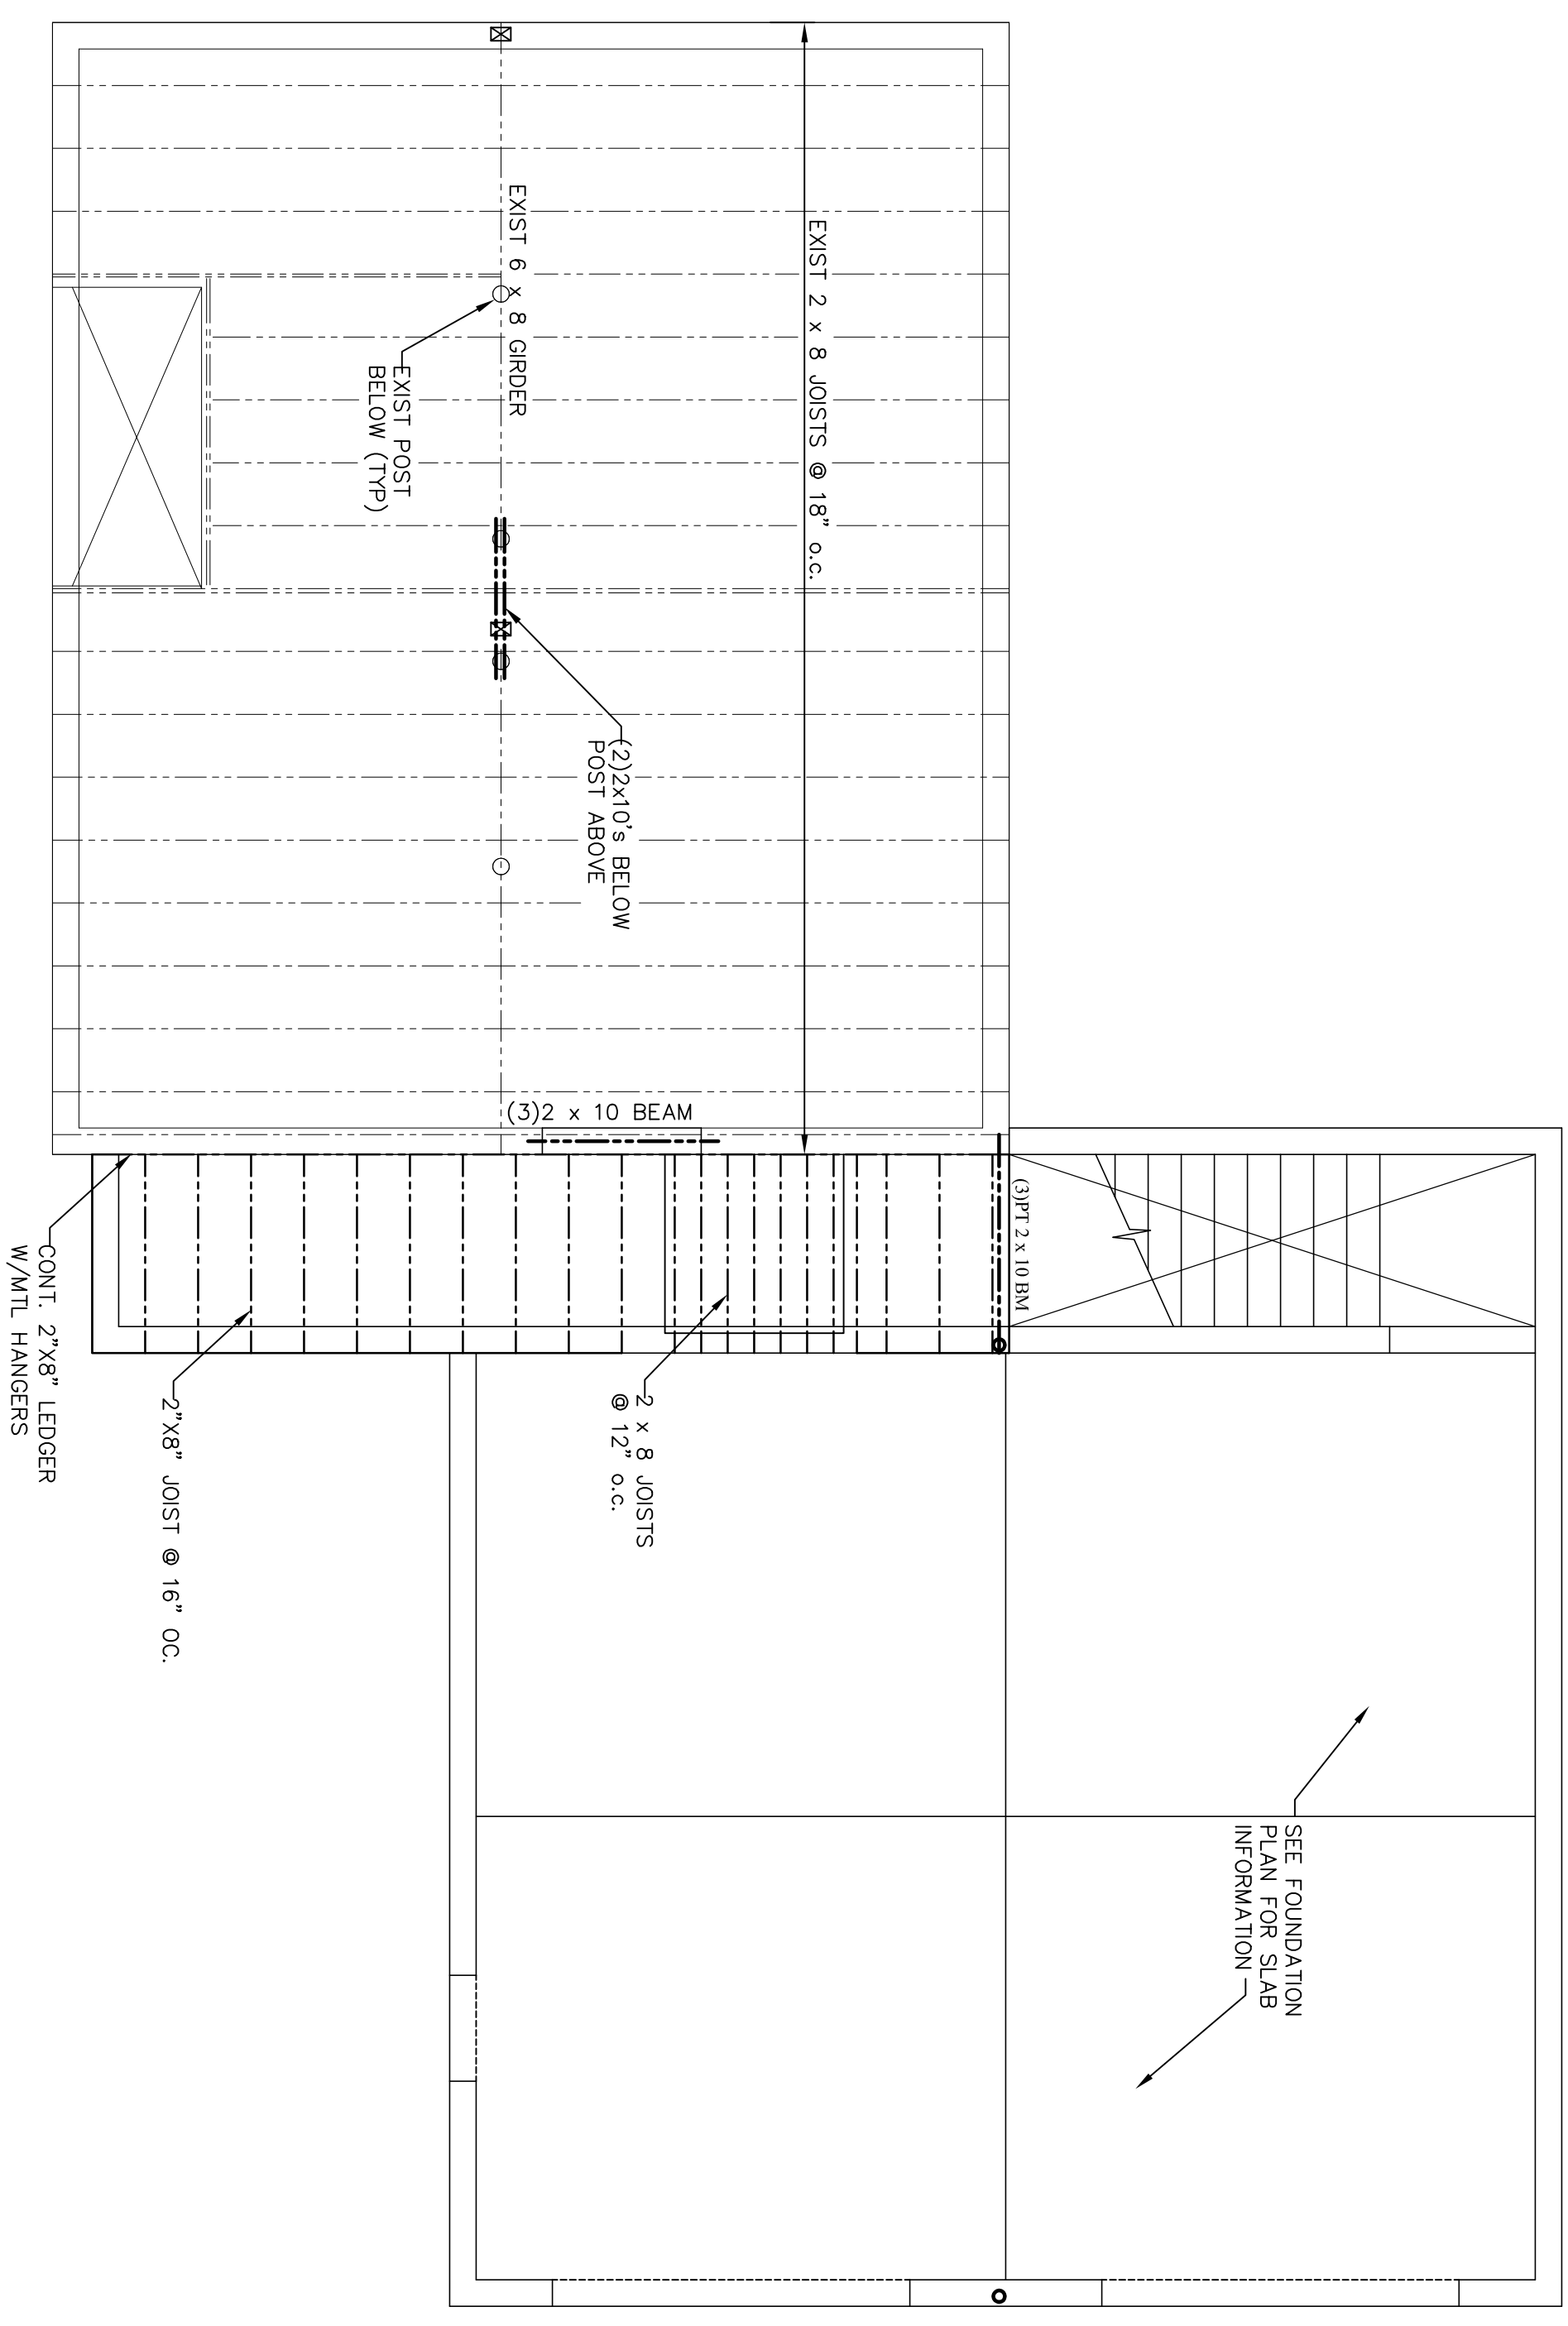 EXIST 2 x 8 JOISTS @ 18" o.c.
EXIST 6 x 8 GIRDER
EXIST POST
BELOW (TYP)
(2)2x10's BELOW
POST ABOVE
(3)2 x 10 BEAM
(3)PT 2 x 10 BM
2 x 8 JOISTS
@ 12" o.c.
2"X8" JOIST @ 16" OC.
CONT. 2"X8" LEDGER
W/MTL HANGERS
SEE FOUNDATION
PLAN FOR SLAB
INFORMATION